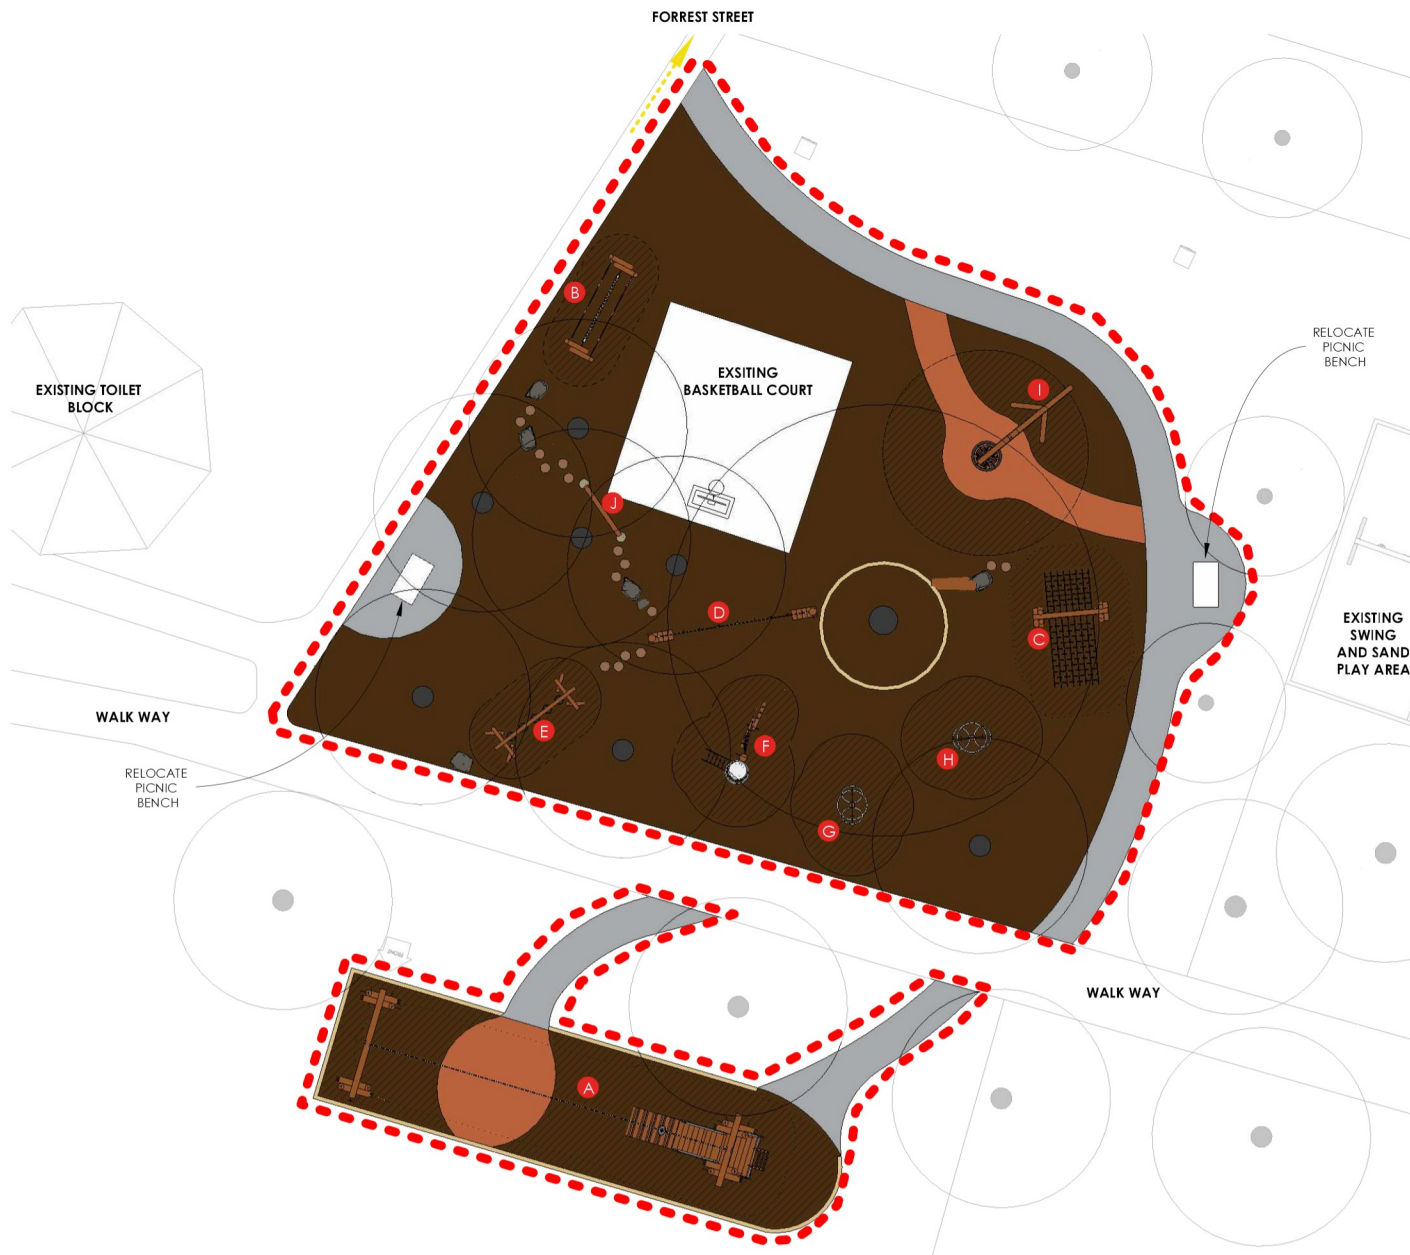 FORREST STREET
B
EXISTING TOILET
BLOCK
EXSITING
BASKETBALL COURT
RELOCATE
PICNIC
BENCH
I
J
D
C
EXISTING
SWING
AND SAND
PLAY AREA
WALK WAY
E
F
H
RELOCATE
PICNIC
BENCH
G
WALK WAY
A